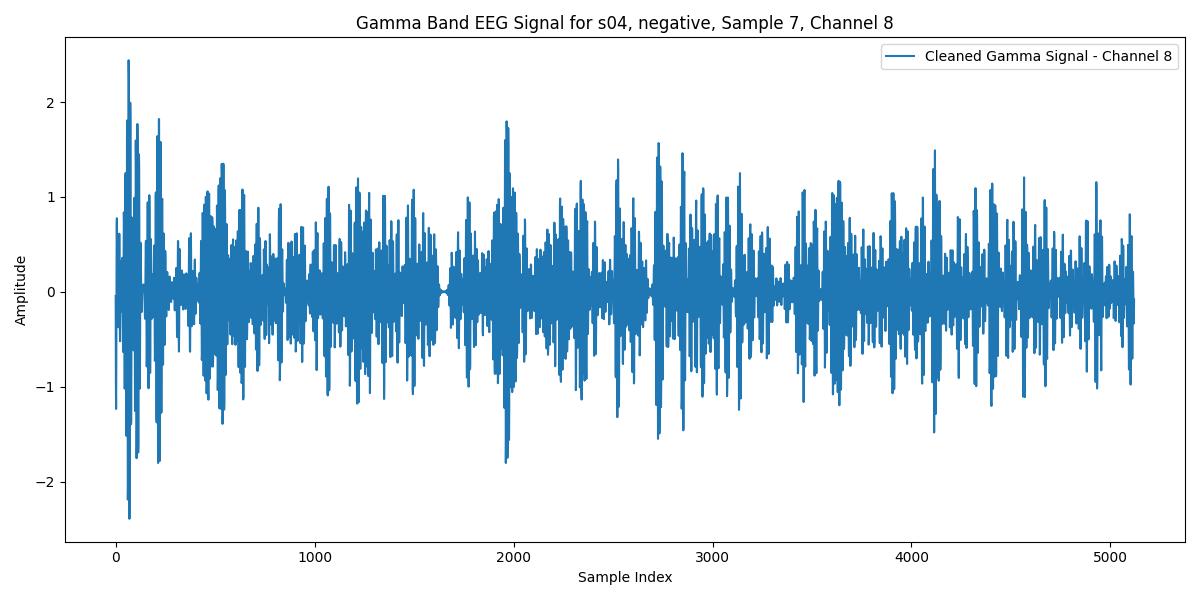 Gamma Band EEG Signal for s04, negative, Sample 7, Channel 8
Cleaned Gamma Signal - Channel 8
Amplitude
2
1
0
−1
−2
0 1000 2000 3000 4000 5000
Sample Index